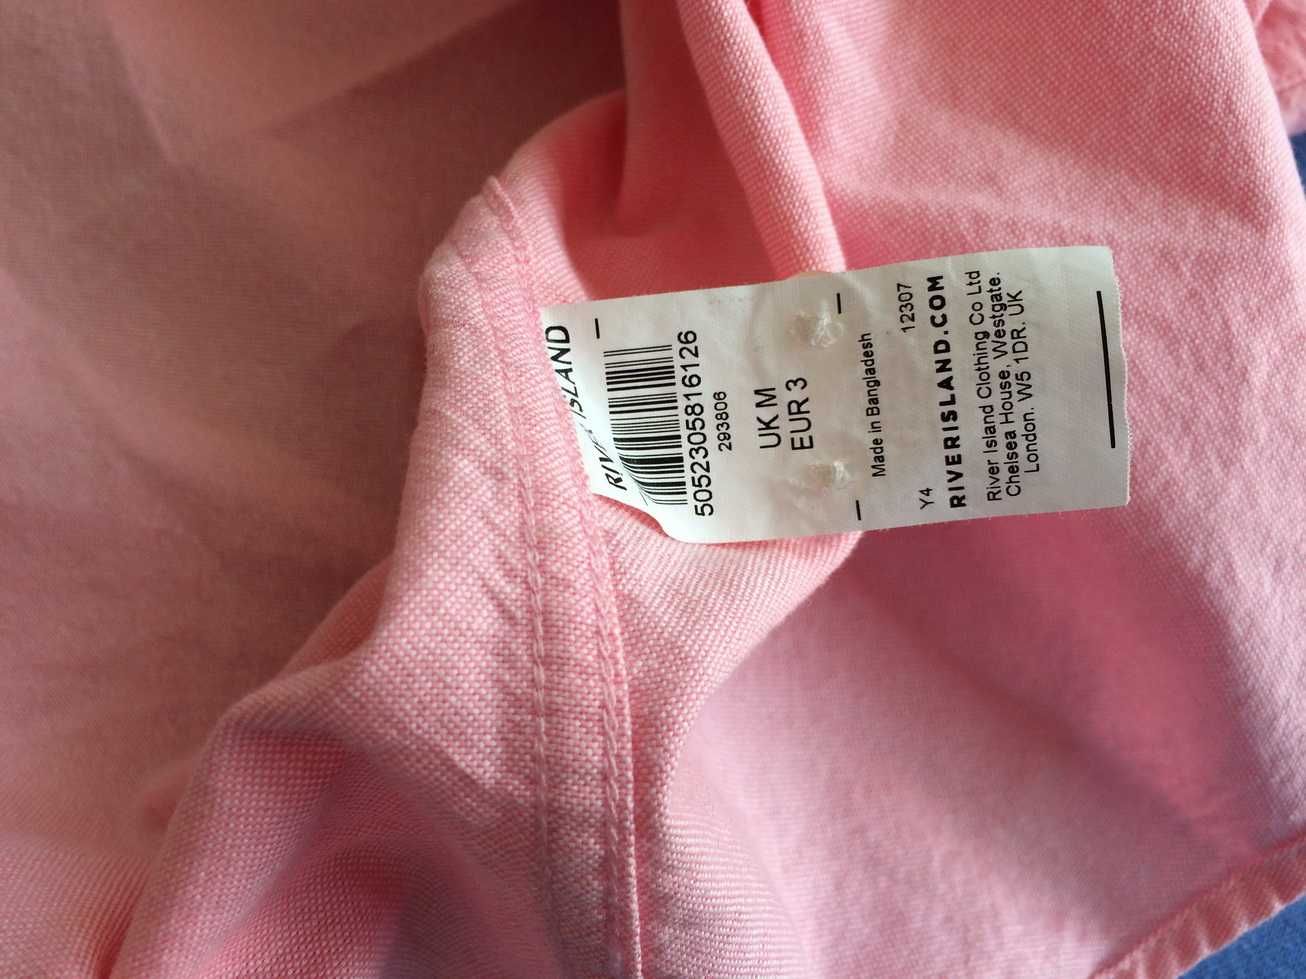 RIVER ISLAND
5052305816126
293806
UK M
EUR 3
Made in Bangladesh
Y4 12307
RIVERISLAND.COM
River Island Clothing Co Ltd
Chelsea House, Westgate.
London. W5 1DR. UK